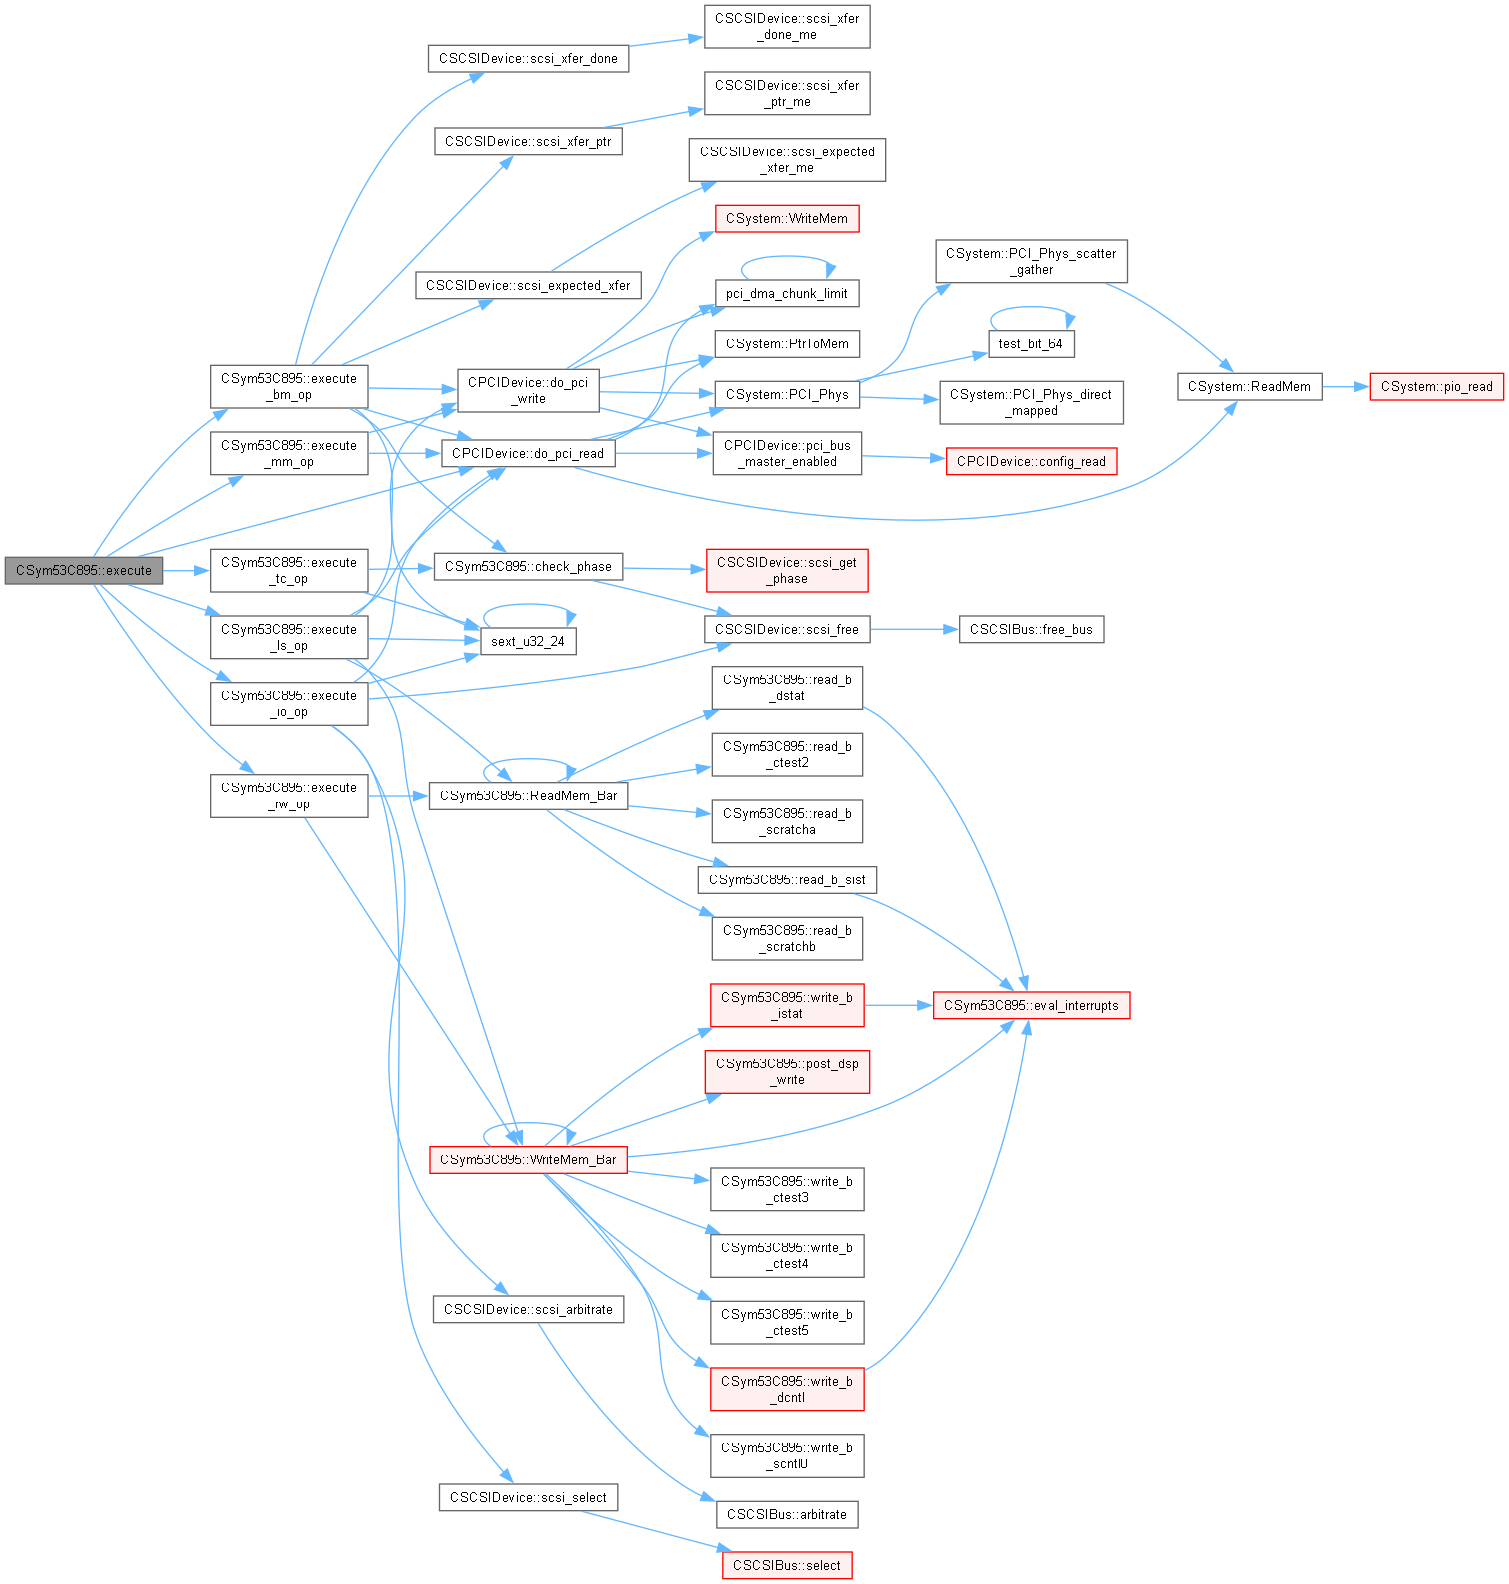 CSCSIDevice::scsi_xfer
_done_me
CSCSIDevice::scsi_xfer_done
CSCSIDevice::scsi_xfer
_ptr_me
CSCSIDevice::scsi_xfer_ptr
CSCSIDevice::scsi_expected
_xfer_me
CSystem::WriteMem
CSystem::PCI_Phys_scatter
_gather
CSCSIDevice::scsi_expected_xfer
pci_dma_chunk_limit
CSystem::PtrToMem
test_bit_64
CSym53C895::execute
_bm_op
CPCIDevice::do_pci
_write
CSystem::PCI_Phys
CSystem::PCI_Phys_direct
_mapped
CSystem::ReadMem
CSystem::pio_read
CSym53C895::execute
_mm_op
CPCIDevice::do_pci_read
CPCIDevice::pci_bus
_master_enabled
CPCIDevice::config_read
CSym53C895::execute
CSym53C895::execute
_tc_op
CSym53C895::check_phase
CSCSIDevice::scsi_get
_phase
CSym53C895::execute
_ls_op
sext_u32_24
CSCSIDevice::scsi_free
CSCSIBus::free_bus
CSym53C895::execute
_io_op
CSym53C895::read_b
_dstat
CSym53C895::read_b
_ctest2
CSym53C895::execute
_rw_op
CSym53C895::ReadMem_Bar
CSym53C895::read_b
_scratcha
CSym53C895::read_b_sist
CSym53C895::read_b
_scratchb
CSym53C895::write_b
_istat
CSym53C895::eval_interrupts
CSym53C895::post_dsp
_write
CSym53C895::WriteMem_Bar
CSym53C895::write_b
_ctest3
CSym53C895::write_b
_ctest4
CSCSIDevice::scsi_arbitrate
CSym53C895::write_b
_ctest5
CSym53C895::write_b
_dcntl
CSym53C895::write_b
_scntl0
CSCSIDevice::scsi_select
CSCSIBus::arbitrate
CSCSIBus::select